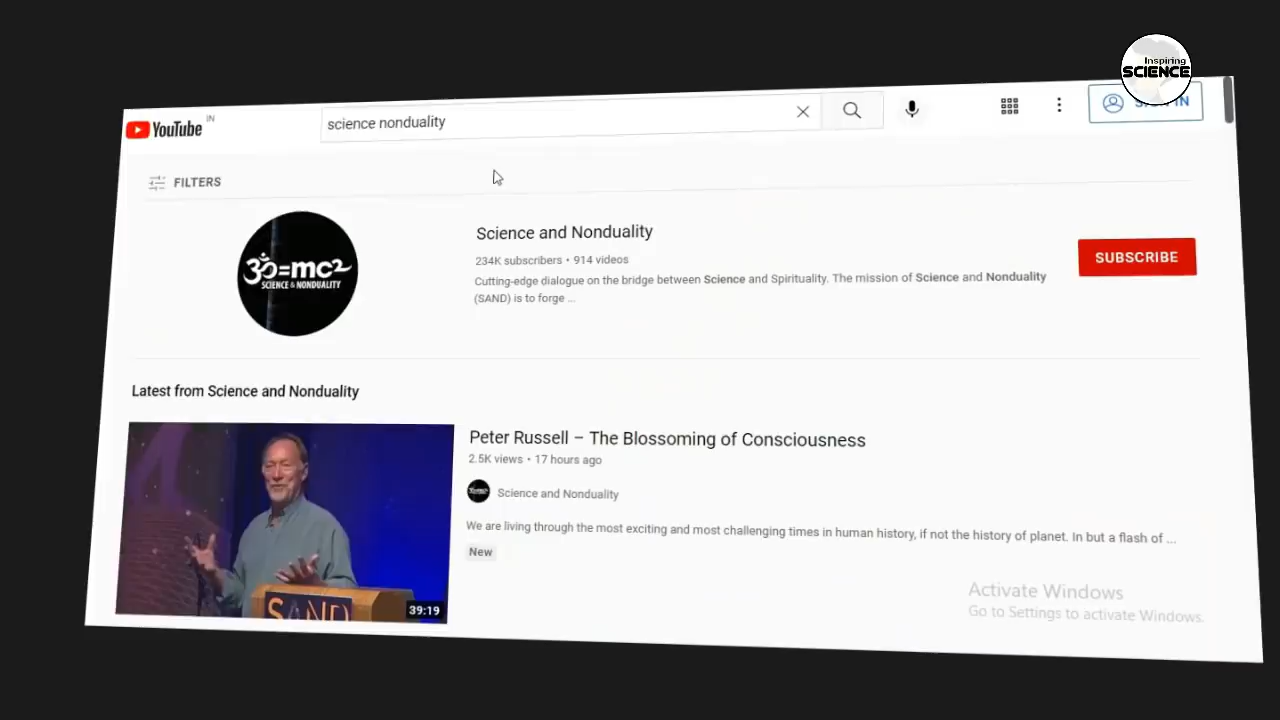 Inspiring
SCIENCE
YouTube IN
science nonduality
SIGN IN
FILTERS
ॐ=mc2
SCIENCE & NONDUALITY
Science and Nonduality
234K subscribers • 914 videos
Cutting-edge dialogue on the bridge between Science and Spirituality. The mission of Science and Nonduality
(SAND) is to forge ...
SUBSCRIBE
Latest from Science and Nonduality
Peter Russell – The Blossoming of Consciousness
2.5K views • 17 hours ago
Science and Nonduality
We are living through the most exciting and most challenging times in human history, if not the history of planet. In but a flash of ...
New
SAND
39:19
Activate Windows
Go to Settings to activate Windows.